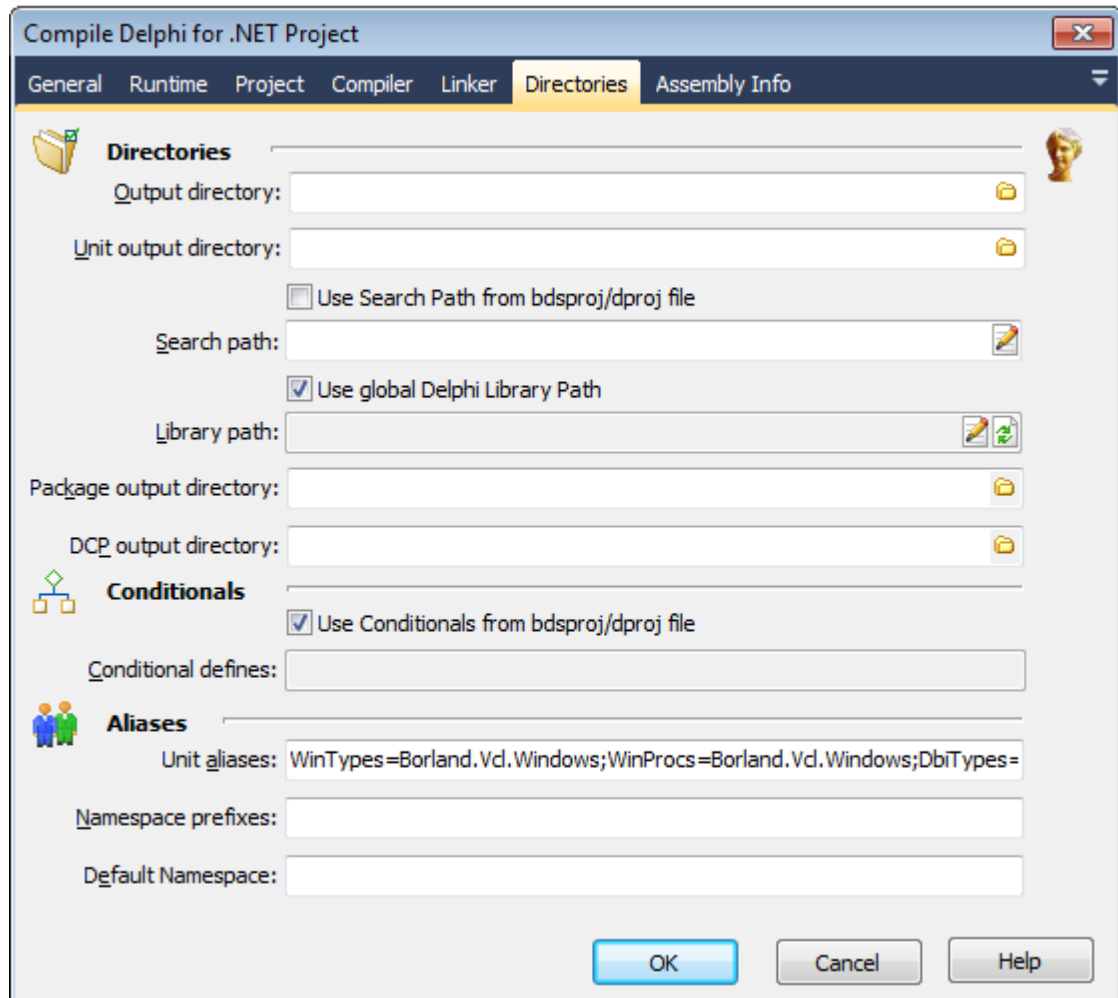 Compile Delphi for .NET Project
General Runtime Project Compiler Linker Directories Assembly Info
Directories
Output directory:
Unit output directory:
Use Search Path from bdsproj/dproj file
Search path:
Use global Delphi Library Path
Library path:
Package output directory:
DCP output directory:
Conditionals
Use Conditionals from bdsproj/dproj file
Conditional defines:
Aliases
Unit aliases: WinTypes=Borland.Vcl.Windows;WinProcs=Borland.Vcl.Windows;DbiTypes=
Namespace prefixes:
Default Namespace:
OK Cancel Help